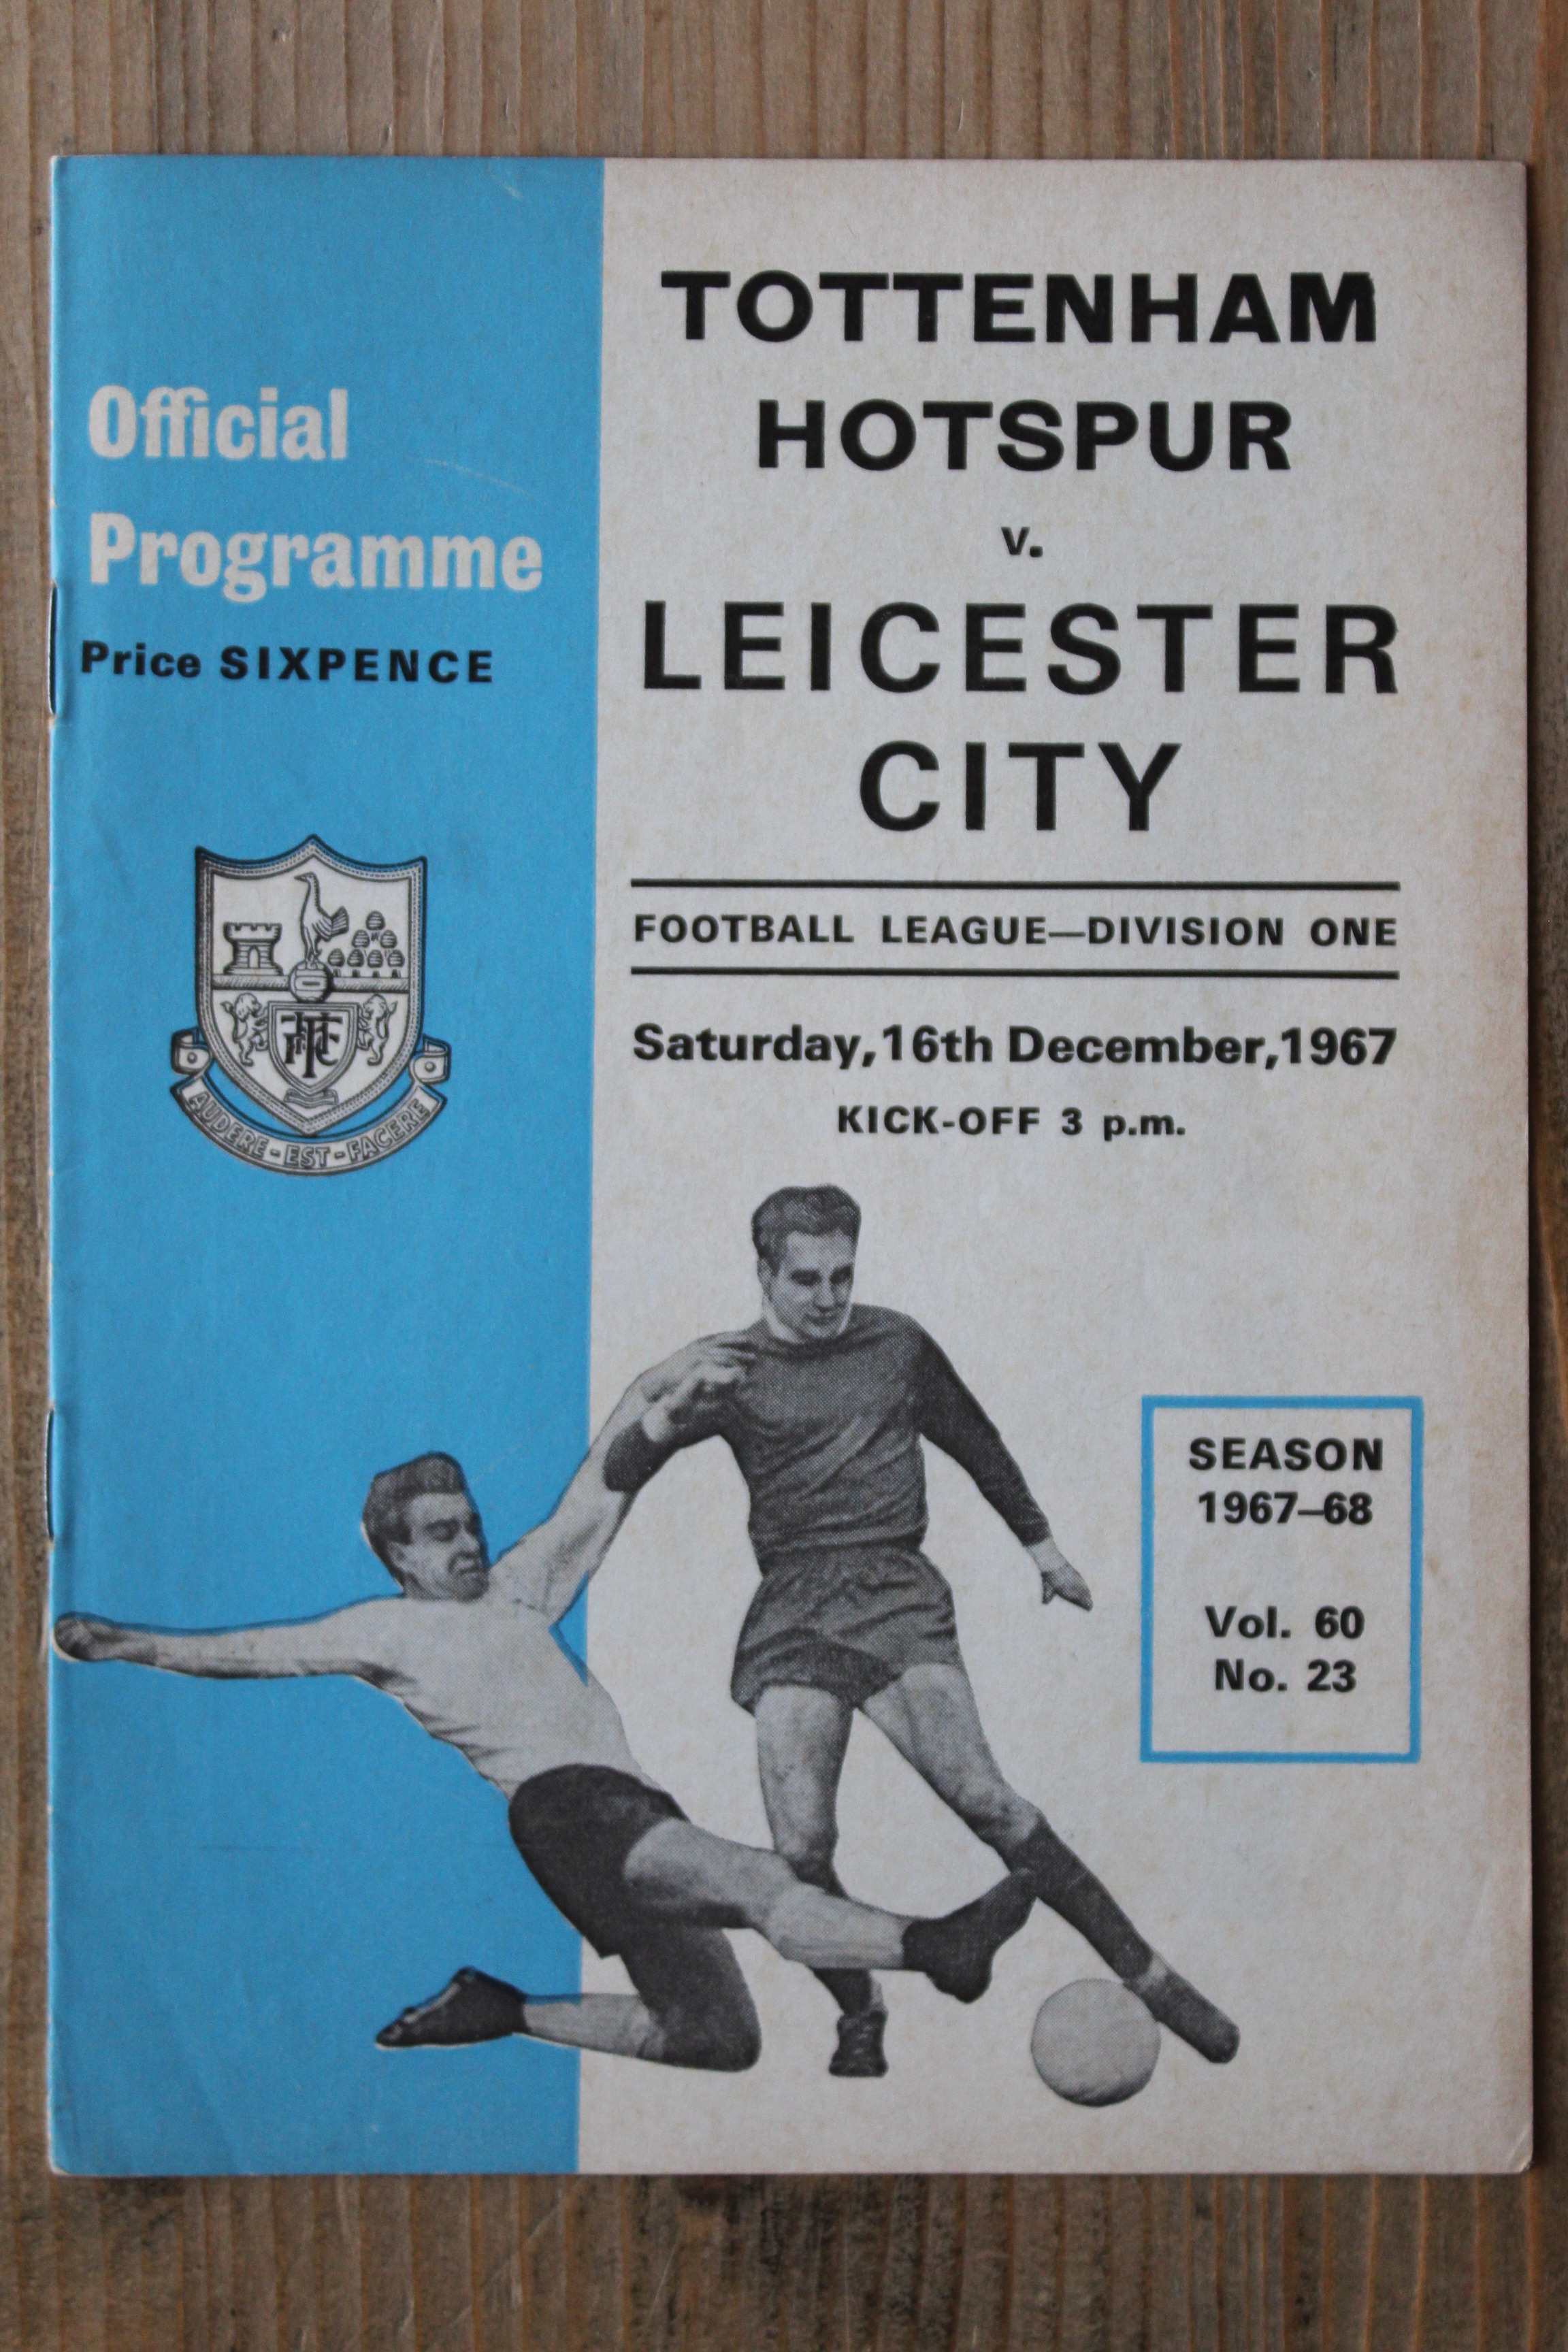 Official
Programme
Price SIXPENCE
AUDERE - EST - FACERE
TOTTENHAM
HOTSPUR
v.
LEICESTER
CITY
FOOTBALL LEAGUE—DIVISION ONE
Saturday, 16th December, 1967
KICK-OFF 3 p.m.
SEASON
1967–68
Vol. 60
No. 23